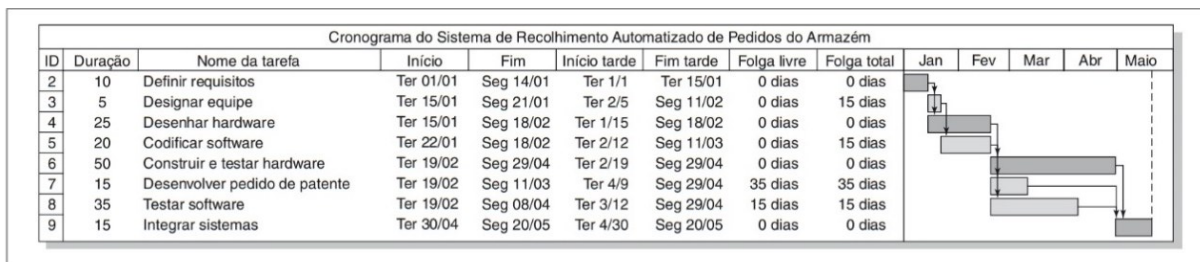 Cronograma do Sistema de Recolhimento Automatizado de Pedidos do Armazém
ID Duração Nome da tarefa Início Fim Início tarde Fim tarde Folga livre Folga total Jan Fev Mar Abr Maio
2 10 Definir requisitos Ter 01/01 Seg 14/01 Ter 1/1 Ter 15/01 0 dias 0 dias
3 5 Designar equipe Ter 15/01 Seg 21/01 Ter 2/5 Seg 11/02 0 dias 15 dias
4 25 Desenhar hardware Ter 15/01 Seg 18/02 Ter 1/15 Seg 18/02 0 dias 0 dias
5 20 Codificar software Ter 22/01 Seg 18/02 Ter 2/12 Seg 11/03 0 dias 15 dias
6 50 Construir e testar hardware Ter 19/02 Seg 29/04 Ter 2/19 Seg 29/04 0 dias 0 dias
7 15 Desenvolver pedido de patente Ter 19/02 Seg 11/03 Ter 4/9 Seg 29/04 35 dias 35 dias
8 35 Testar software Ter 19/02 Seg 08/04 Ter 3/12 Seg 29/04 15 dias 15 dias
9 15 Integrar sistemas Ter 30/04 Seg 20/05 Ter 4/30 Seg 20/05 0 dias 0 dias